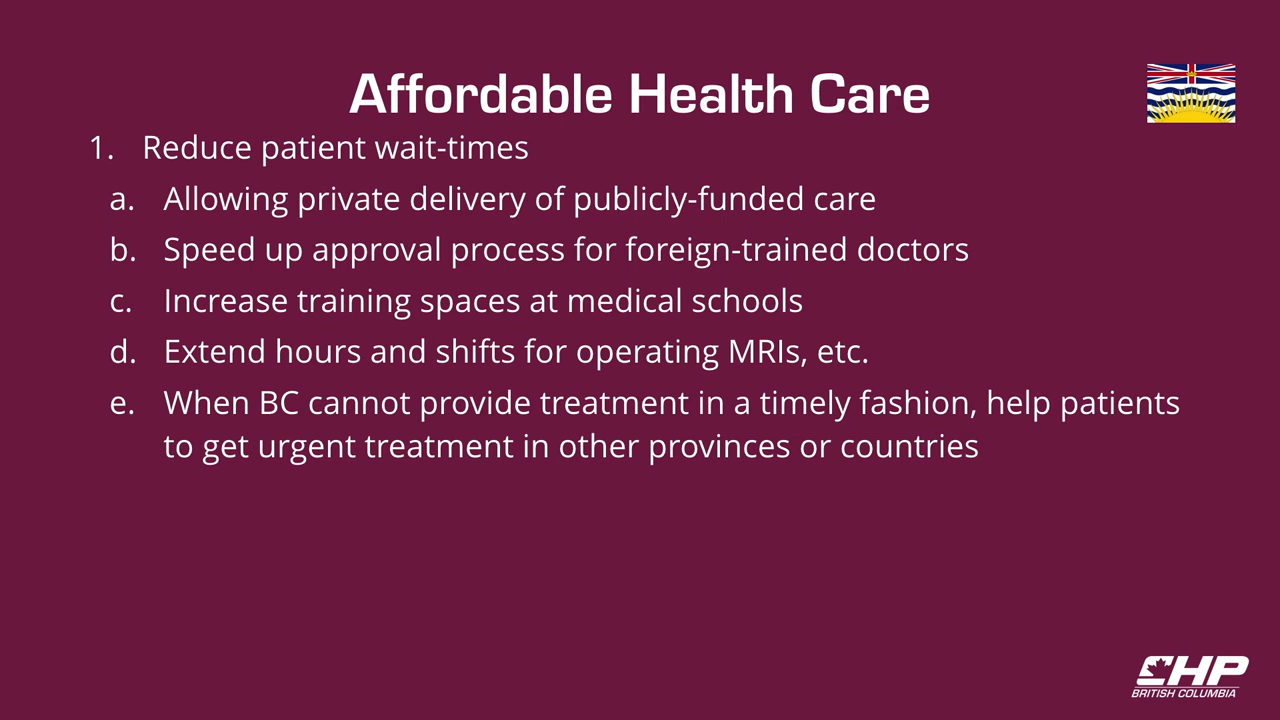 Affordable Health Care
1. Reduce patient wait-times
a. Allowing private delivery of publicly-funded care
b. Speed up approval process for foreign-trained doctors
c. Increase training spaces at medical schools
d. Extend hours and shifts for operating MRIs, etc.
e. When BC cannot provide treatment in a timely fashion, help patients
to get urgent treatment in other provinces or countries
CHP
BRITISH COLUMBIA